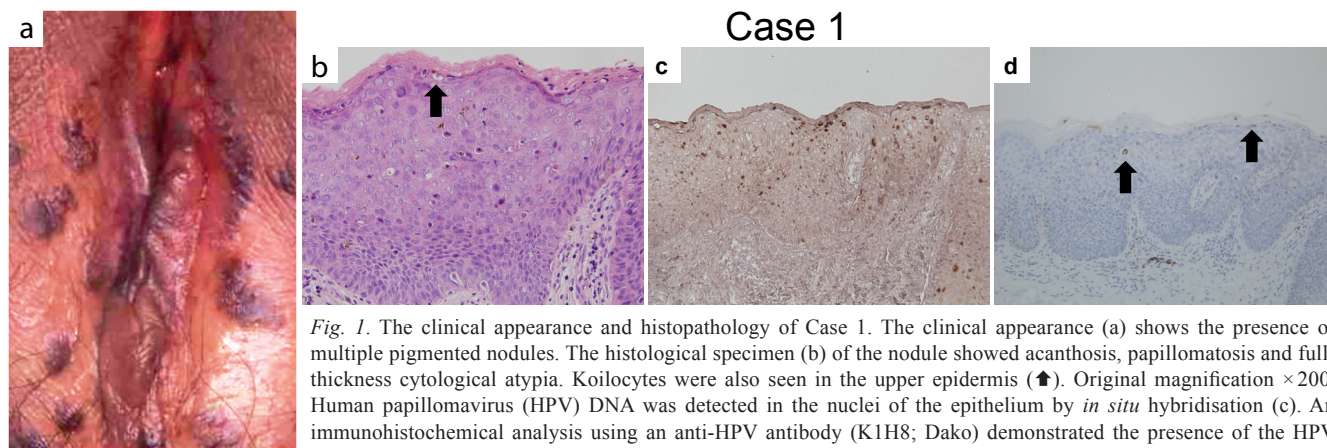 Case 1
a
b
c
d
Fig. 1. The clinical appearance and histopathology of Case 1. The clinical appearance (a) shows the presence o
multiple pigmented nodules. The histological specimen (b) of the nodule showed acanthosis, papillomatosis and full
thickness cytological atypia. Koilocytes were also seen in the upper epidermis (⬆). Original magnification ×200
Human papillomavirus (HPV) DNA was detected in the nuclei of the epithelium by in situ hybridisation (c). An
immunohistochemical analysis using an anti-HPV antibody (K1H8; Dako) demonstrated the presence of the HPV